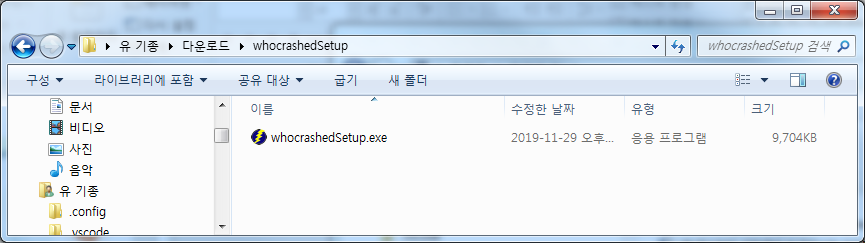 유 기종 ▸ 다운로드 ▸ whocrashedSetup
whocrashedSetup 검색
구성 라이브러리에 포함 공유 대상 굽기 새 폴더
문서
비디오
사진
음악
유 기종
.config
.vscode
이름 수정한 날짜 유형 크기
whocrashedSetup.exe 2019-11-29 오후... 응용 프로그램 9,704KB